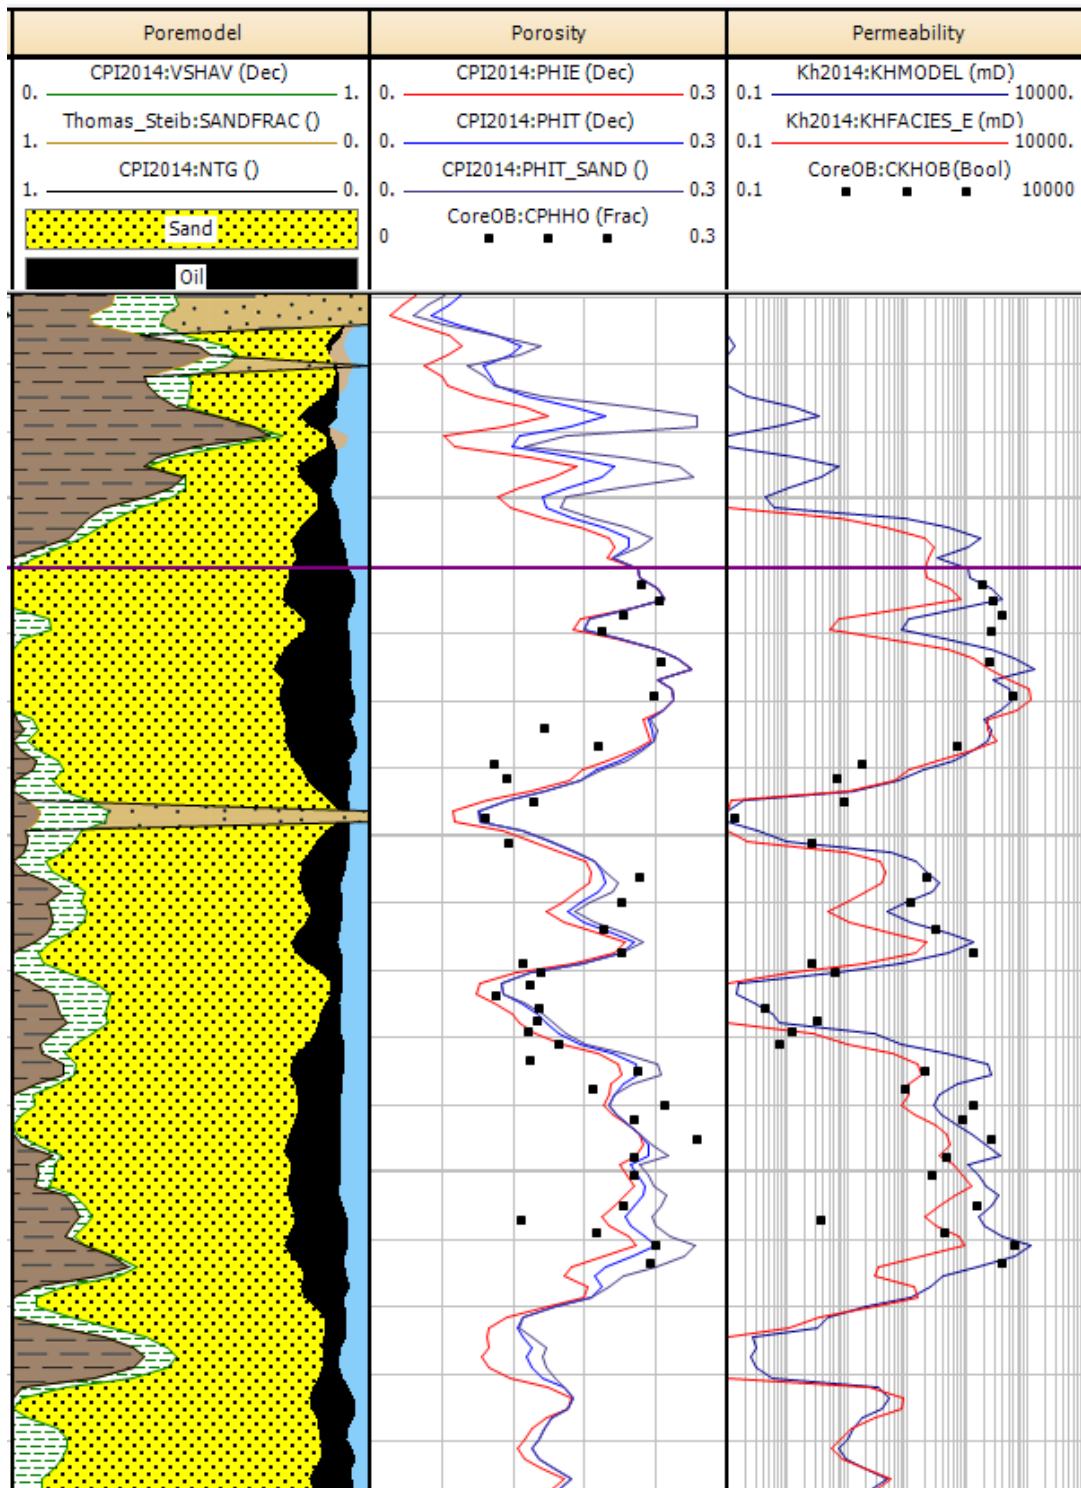 Poremodel Porosity Permeability
CPI2014:VSHAV (Dec) CPI2014:PHIE (Dec) Kh2014:KHMODEL (mD)
0. 1. 0. 0.3 0.1 10000.
Thomas_Steib:SANDFRAC () CPI2014:PHIT (Dec) Kh2014:KHFACIES_E (mD)
1. 0. 0. 0.3 0.1 10000.
CPI2014:NTG () CPI2014:PHIT_SAND () CoreOB:CKHOB(Bool)
1. 0. 0. 0.3 0.1 10000
Sand CoreOB:CPHHO (Frac)
0 0.3
Oil